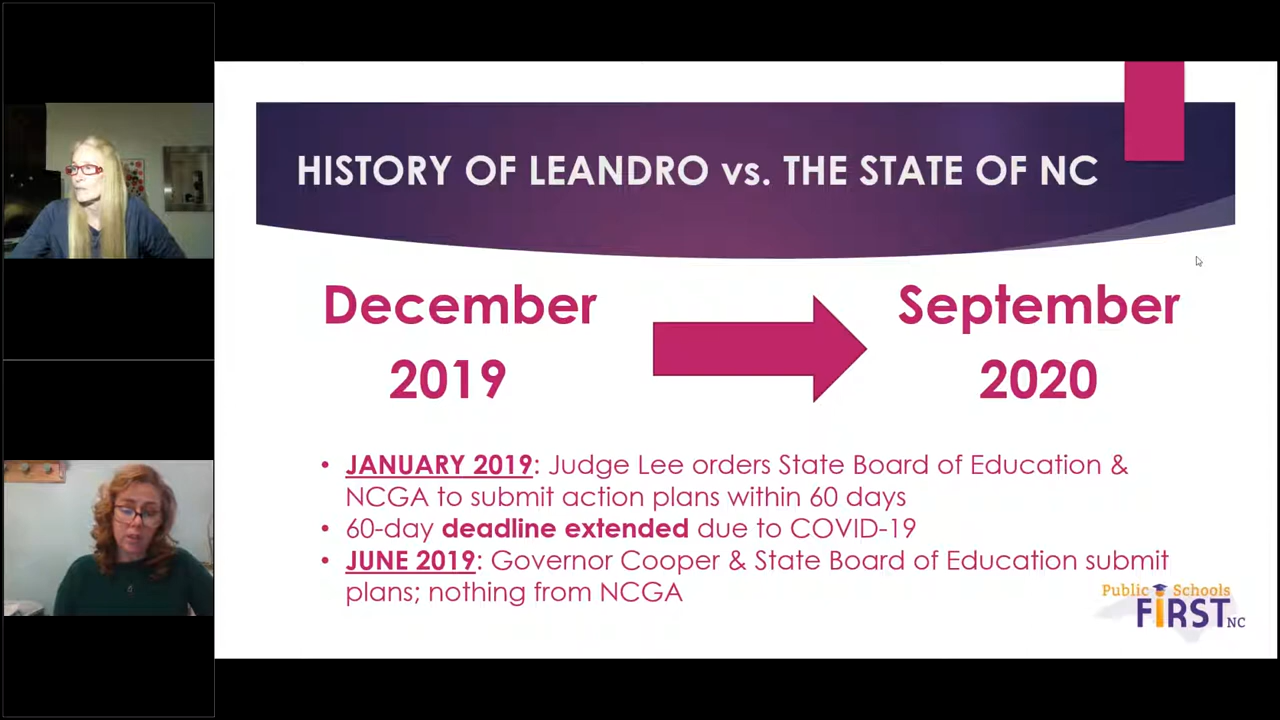 HISTORY OF LEANDRO vs. THE STATE OF NC
December
2019
September
2020
• JANUARY 2019: Judge Lee orders State Board of Education &
NCGA to submit action plans within 60 days
• 60-day deadline extended due to COVID-19
• JUNE 2019: Governor Cooper & State Board of Education submit
plans; nothing from NCGA
Public Schools
FIRST NC